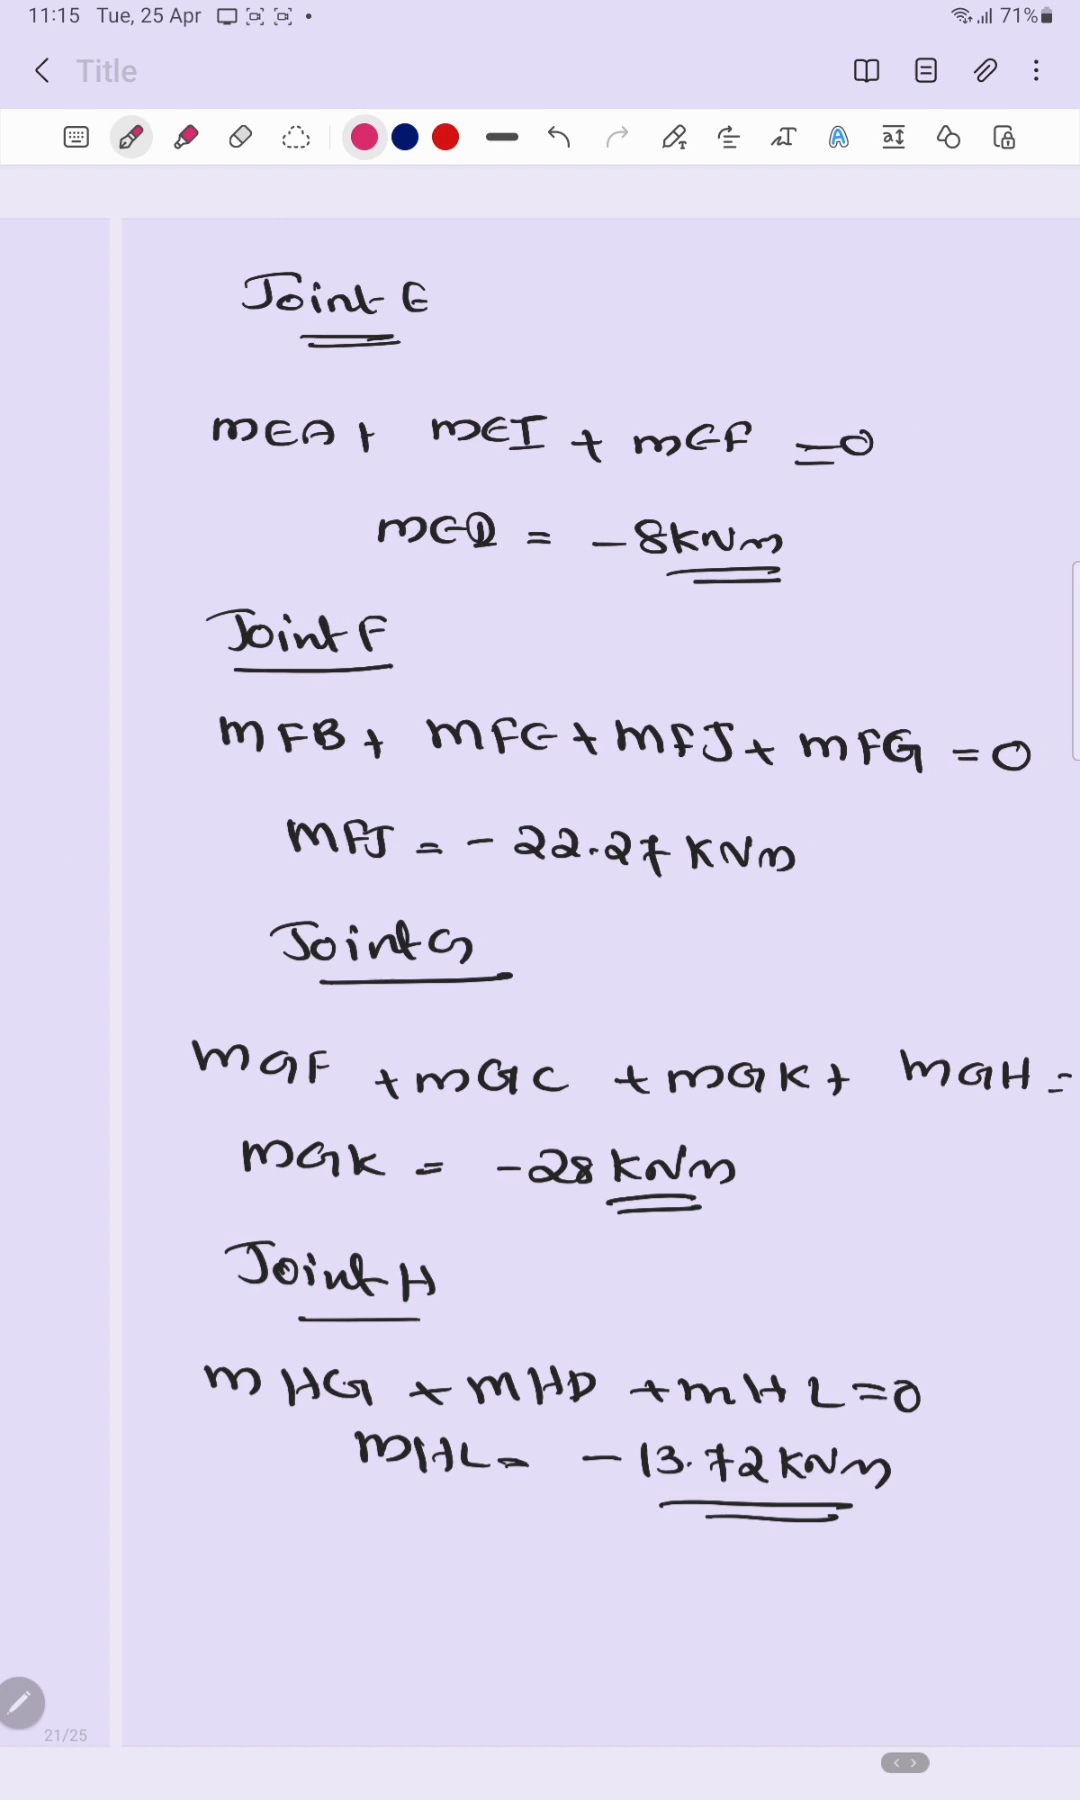 11:15 Tue, 25 Apr 71%
Title
Joint E
MEA + MEI + MEF =0
MEI = -8KNm
Joint F
MFB + MFE + MFJ + MFG =0
MFJ = -22.27 KNm
Joint G
MGF + MGC + MGK + MGH =
MGK = -28 KNm
Joint H
MHG + MHD + MHL =0
MHL= -13.72 KNm
21/25